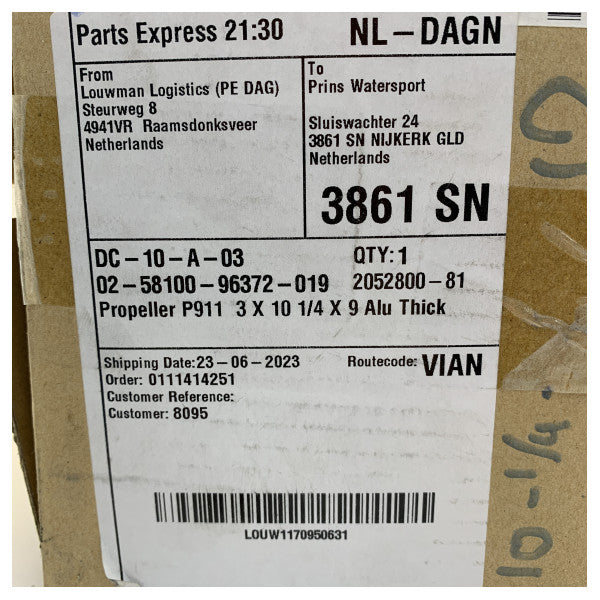 Parts Express 21:30 NL-DAGN
From
Louwman Logistics (PE DAG)
Steurweg 8
4941VR Raamsdonksveer
Netherlands
To
Prins Watersport
Sluiswachter 24
3861 SN NIJKERK GLD
Netherlands
3861 SN
DC-10-A-03 QTY: 1
02-58100-96372-019 2052800-81
Propeller P911 3 X 10 1/4 X 9 Alu Thick
Shipping Date:23-06-2023 Routecode: VIAN
Order: 0111414251
Customer Reference:
Customer: 8095
LOUW1170950631
10-1/4.